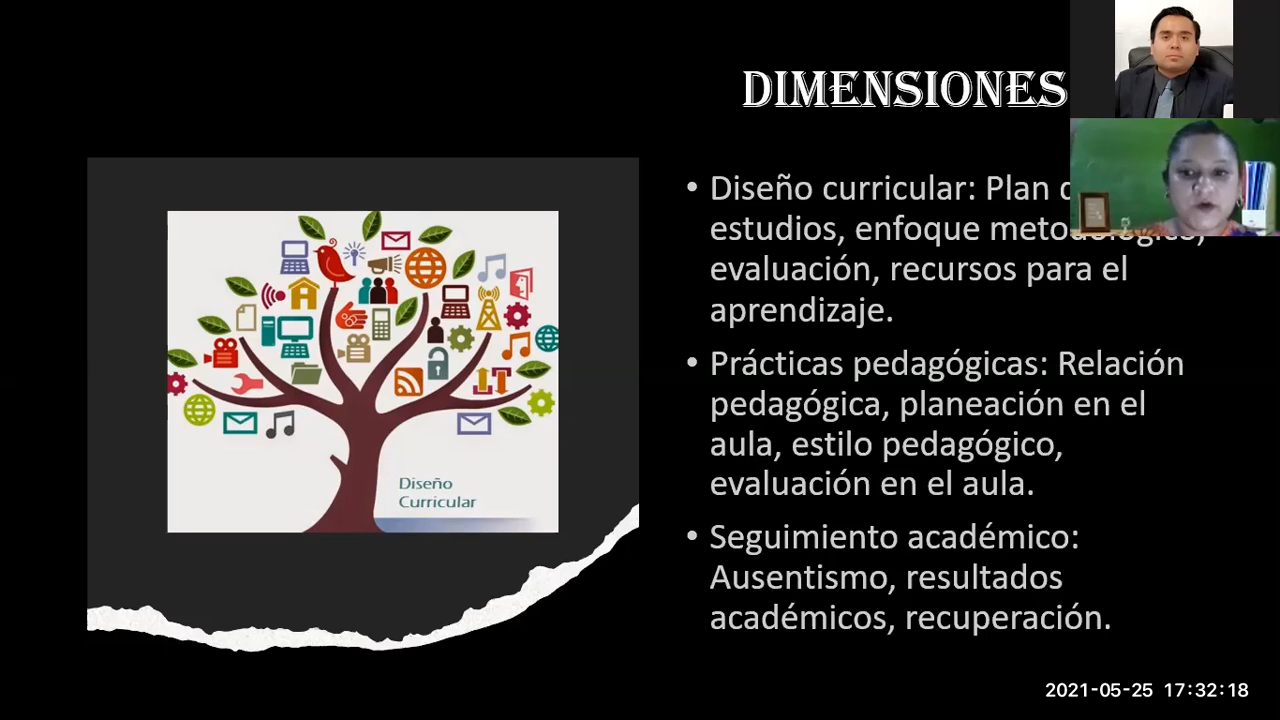 DIMENSIONES
• Diseño curricular: Plan
estudios, enfoque metodológico,
evaluación, recursos para el
aprendizaje.
• Prácticas pedagógicas: Relación
pedagógica, planeación en el
aula, estilo pedagógico,
evaluación en el aula.
• Seguimiento académico:
Ausentismo, resultados
académicos, recuperación.
Diseño
Curricular
2021-05-25 17:32:18